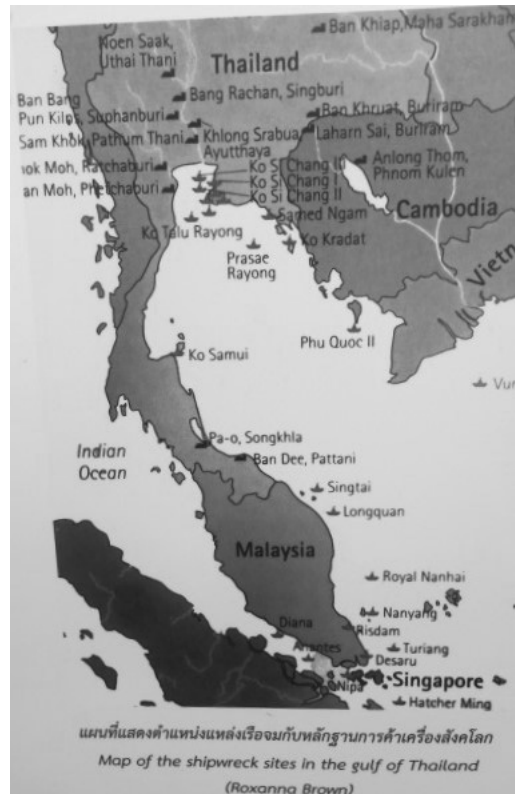 Ban Khiap,Maha Sarakham
Noen Saak,
Uthai Thani
Thailand
Ban Bang
Pun Kilns, Suphanburi
Bang Rachan, Singburi
Ban Khruat, Buriram
Sam Khok, Pathum Thani
Khlong Srabua,
Ayutthaya
Laharn Sai, Buriram
Moh, Ratchaburi
Moh, Phetchaburi
Ko Si Chang III
Ko Si Chang I
Ko Si Chang II
Anlong Thom,
Phnom Kulen
Cambodia
Samed Ngam
Ko Talu Rayong
Ko Kradat
Prasae
Rayong
Phu Quoc II
Ko Samui
Indian
Ocean
Pa-o, Songkhla
Ban Dee, Pattani
Singtai
Longquan
Malaysia
Royal Nanhai
Nanyang
Diana
Risdam
Turiang
Desaru
Nipa
Singapore
Hatcher Ming
แผนที่แสดงตำแหน่งแหล่งเรือจมกับหลักฐานการค้าเครื่องสังคโลก
Map of the shipwreck sites in the gulf of Thailand
(Roxanna Brown)